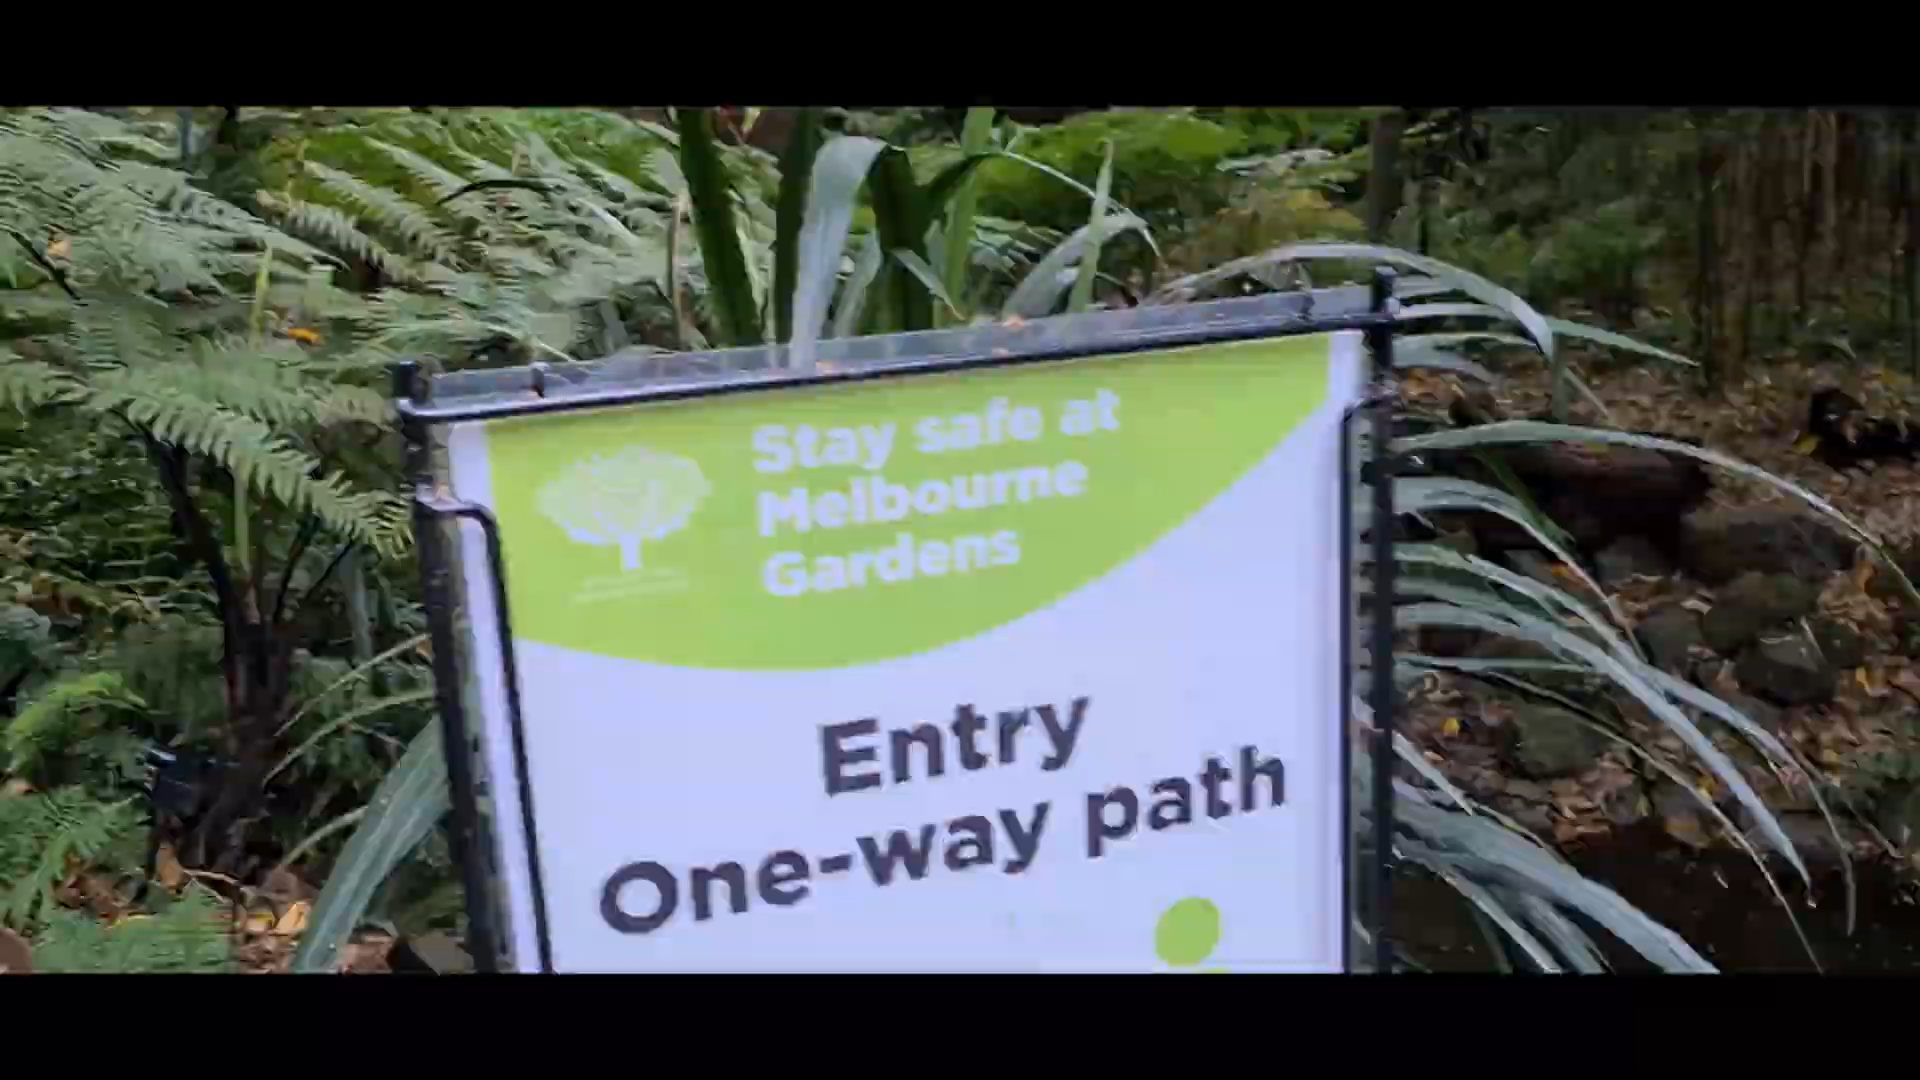 Stay safe at
Melbourne
Gardens
Entry
One-way path